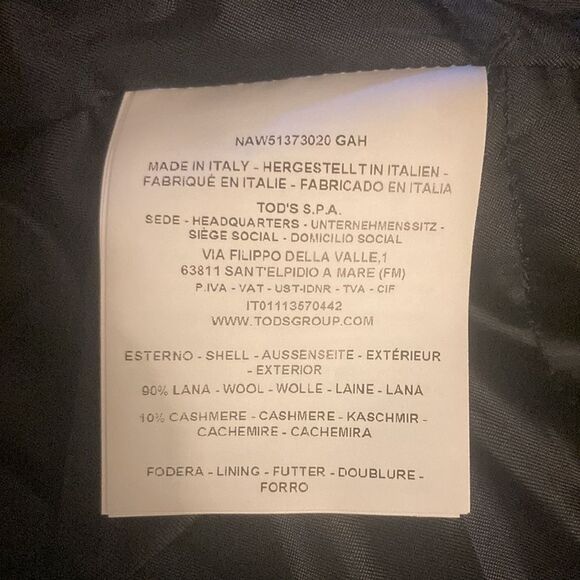 NAW51373020 GAH
MADE IN ITALY - HERGESTELLT IN ITALIEN -
FABRIQUÉ EN ITALIE - FABRICADO EN ITALIA
TOD'S S.P.A.
SEDE - HEADQUARTERS - UNTERNEHMENSSITZ -
SIÈGE SOCIAL - DOMICILIO SOCIAL
VIA FILIPPO DELLA VALLE,1
63811 SANT'ELPIDIO A MARE (FM)
P.IVA - VAT - UST-IDNR - TVA - CIF
IT01113570442
WWW.TODSGROUP.COM
ESTERNO - SHELL - AUSSENSEITE - EXTÉRIEUR
- EXTERIOR
90% LANA - WOOL - WOLLE - LAINE - LANA
10% CASHMERE - CASHMERE - KASCHMIR -
CACHEMIRE - CACHEMIRA
FODERA - LINING - FUTTER - DOUBLURE -
FORRO